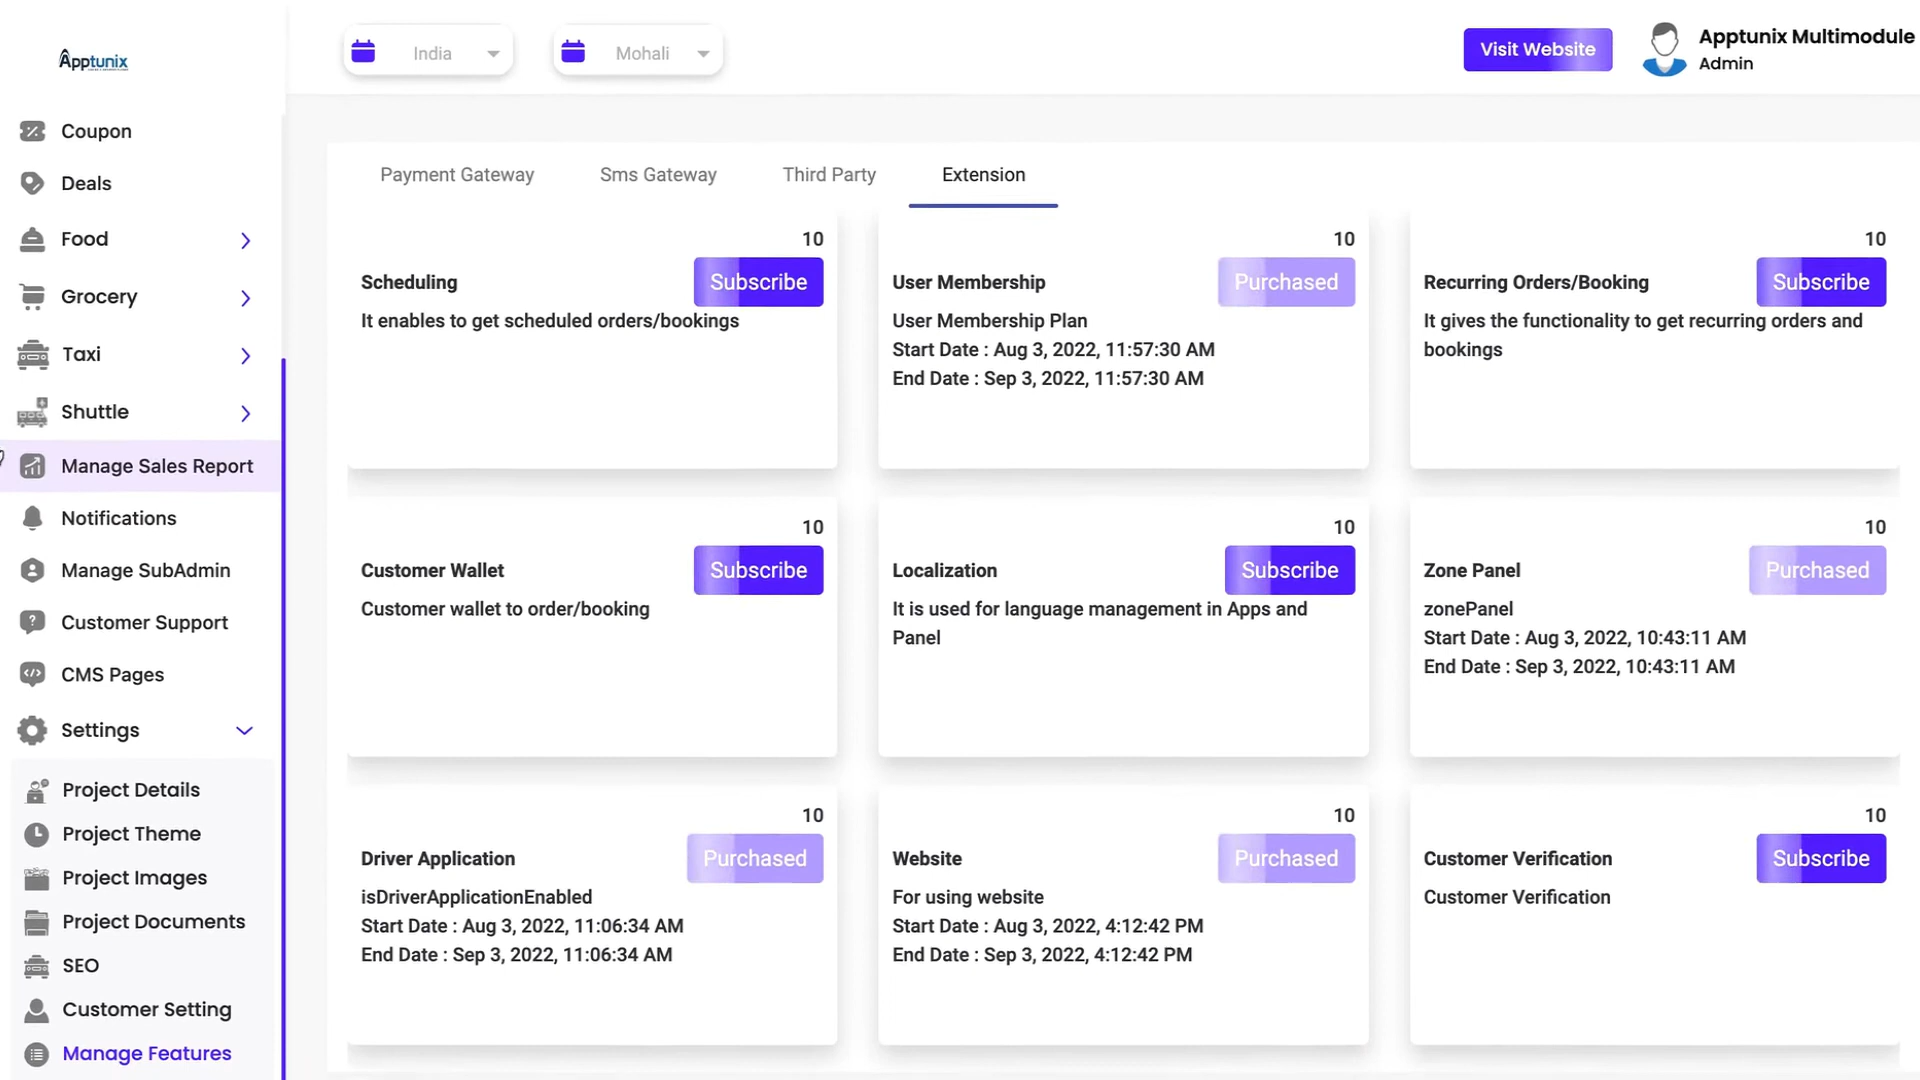 Apptunix
India
Mohali
Visit Website
Apptunix Multimodule
Admin
Coupon
Deals
Food
Grocery
Taxi
Shuttle
Manage Sales Report
Notifications
Manage SubAdmin
Customer Support
CMS Pages
Settings
Project Details
Project Theme
Project Images
Project Documents
SEO
Customer Setting
Manage Features
Payment Gateway
Sms Gateway
Third Party
Extension
10
Scheduling
Subscribe
It enables to get scheduled orders/bookings
10
User Membership
Purchased
User Membership Plan
Start Date : Aug 3, 2022, 11:57:30 AM
End Date : Sep 3, 2022, 11:57:30 AM
10
Recurring Orders/Booking
Subscribe
It gives the functionality to get recurring orders and
bookings
10
Customer Wallet
Subscribe
Customer wallet to order/booking
10
Localization
Subscribe
It is used for language management in Apps and
Panel
10
Zone Panel
Purchased
zonePanel
Start Date : Aug 3, 2022, 10:43:11 AM
End Date : Sep 3, 2022, 10:43:11 AM
10
Driver Application
Purchased
isDriverApplicationEnabled
Start Date : Aug 3, 2022, 11:06:34 AM
End Date : Sep 3, 2022, 11:06:34 AM
10
Website
Purchased
For using website
Start Date : Aug 3, 2022, 4:12:42 PM
End Date : Sep 3, 2022, 4:12:42 PM
10
Customer Verification
Subscribe
Customer Verification